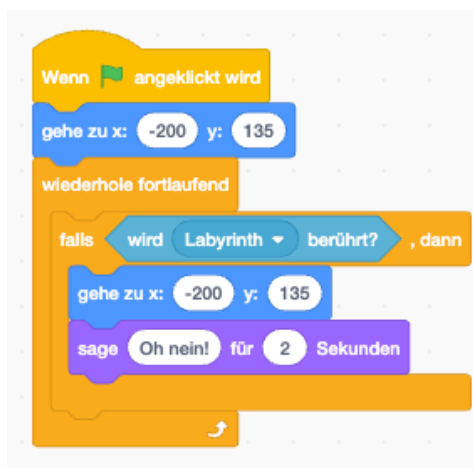 Wenn angeklickt wird
gehe zu x: -200 y: 135
wiederhole fortlaufend
falls wird Labyrinth berührt? , dann
gehe zu x: -200 y: 135
sage Oh nein! für 2 Sekunden